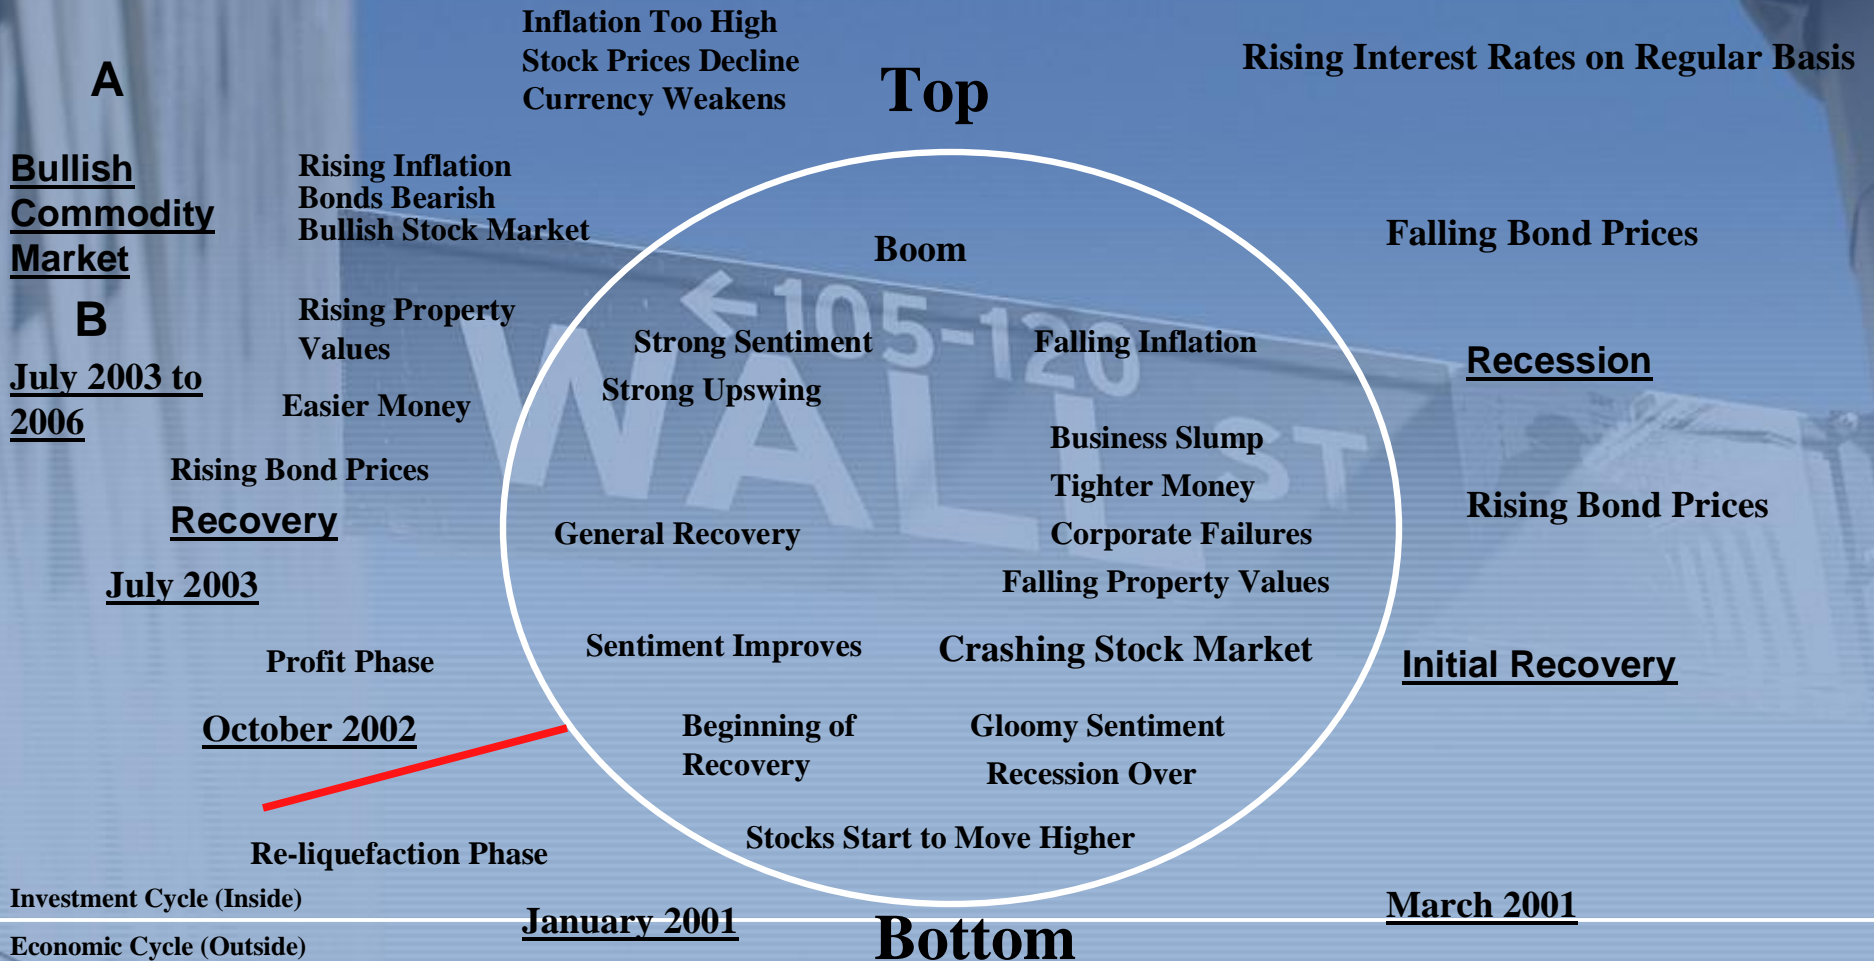 Inflation Too High
Stock Prices Decline
Currency Weakens
Top
Rising Interest Rates on Regular Basis
A
Bullish
Commodity
Market
Rising Inflation
Bonds Bearish
Bullish Stock Market
Boom
Falling Bond Prices
B
Rising Property
Values
←105-120
WALL ST
Strong Sentiment
Falling Inflation
Recession
July 2003 to
2006
Easier Money
Strong Upswing
Business Slump
Rising Bond Prices
Tighter Money
Rising Bond Prices
Recovery
General Recovery
Corporate Failures
July 2003
Falling Property Values
Profit Phase
Sentiment Improves
Crashing Stock Market
Initial Recovery
October 2002
Beginning of
Recovery
Gloomy Sentiment
Recession Over
Re-liquefaction Phase
Stocks Start to Move Higher
Investment Cycle (Inside)
January 2001
Bottom
March 2001
Economic Cycle (Outside)